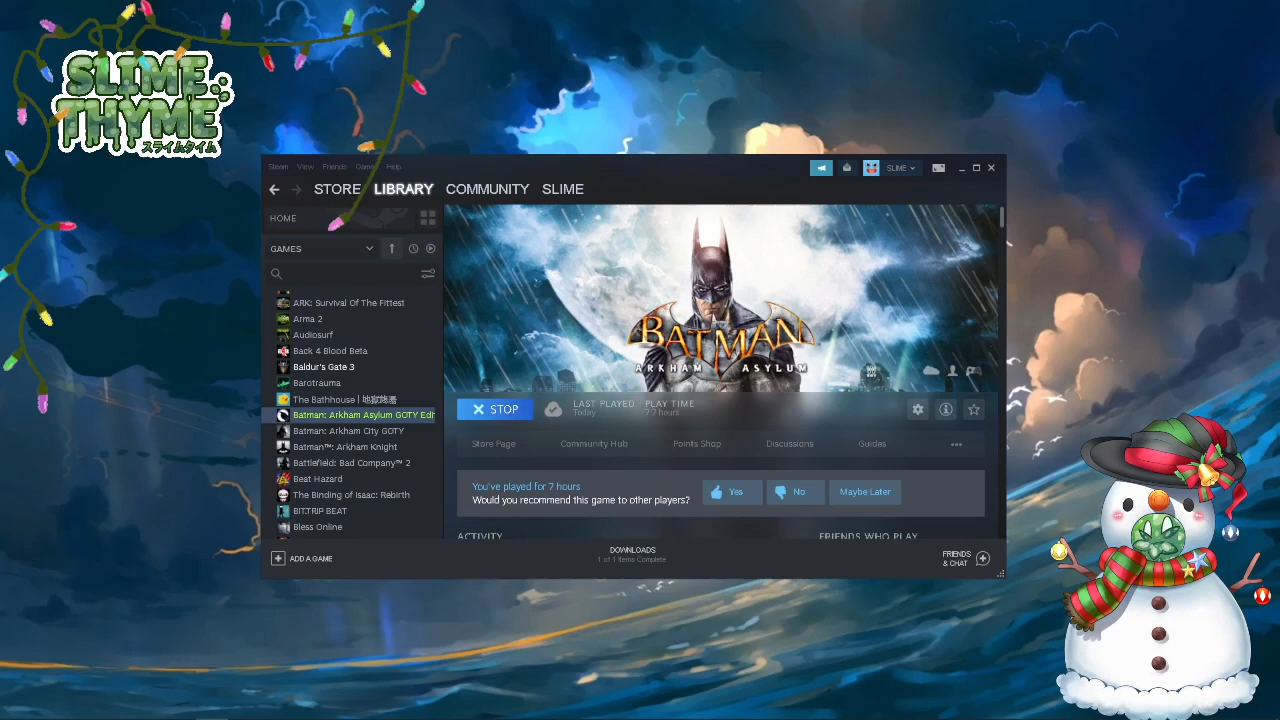 SLIME
THYME
スライムタイム
Steam View Friends Games Help
SLIME
STORE LIBRARY COMMUNITY SLIME
HOME
GAMES
ARK: Survival Of The Fittest
Arma 2
Audiosurf
Back 4 Blood Beta
Baldur's Gate 3
Barotrauma
The Bathhouse |
Batman: Arkham Asylum GOTY Edi
Batman: Arkham City GOTY
Batman™: Arkham Knight
Battlefield: Bad Company™ 2
Beat Hazard
The Binding of Isaac: Rebirth
BIT.TRIP BEAT
Bless Online
BATMAN
ARKHAM ASYLUM
STOP
LAST PLAYED
Today
PLAY TIME
7.7 hours
Store Page Community Hub Points Shop Discussions Guides
You've played for 7 hours
Would you recommend this game to other players?
Yes No Maybe Later
ACTIVITY FRIENDS WHO PLAY
ADD A GAME
DOWNLOADS
1 of 1 Items Complete
FRIENDS
& CHAT